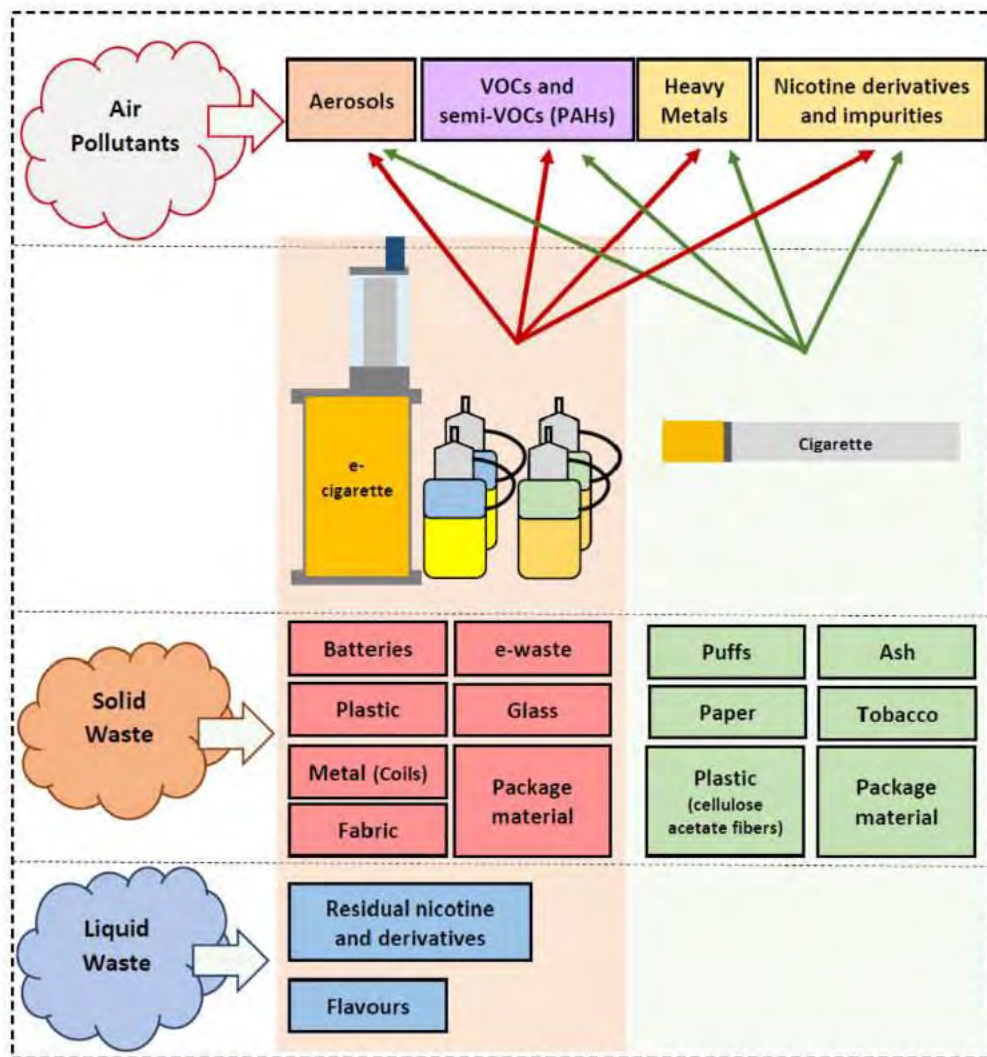 Air
Pollutants
Aerosols
VOCs and
semi-VOCs (PAHs)
Heavy
Metals
Nicotine derivatives
and impurities
e-
cigarette
Cigarette
Solid
Waste
Batteries
e-waste
Plastic
Glass
Metal (Coils)
Fabric
Package
material
Puffs
Ash
Paper
Tobacco
Plastic
(cellulose
acetate fibers)
Package
material
Liquid
Waste
Residual nicotine
and derivatives
Flavours